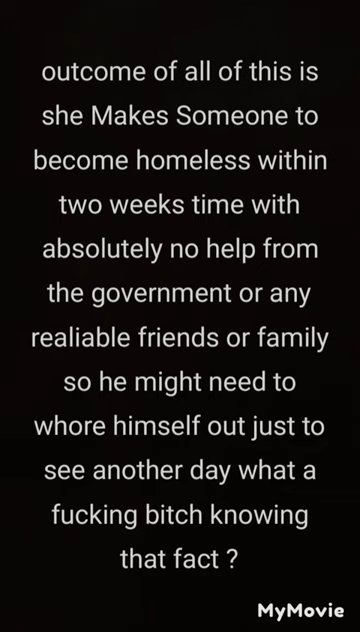 outcome of all of this is
she Makes Someone to
become homeless within
two weeks time with
absolutely no help from
the government or any
realiable friends or family
so he might need to
whore himself out just to
see another day what a
fucking bitch knowing
that fact ?
MyMovie